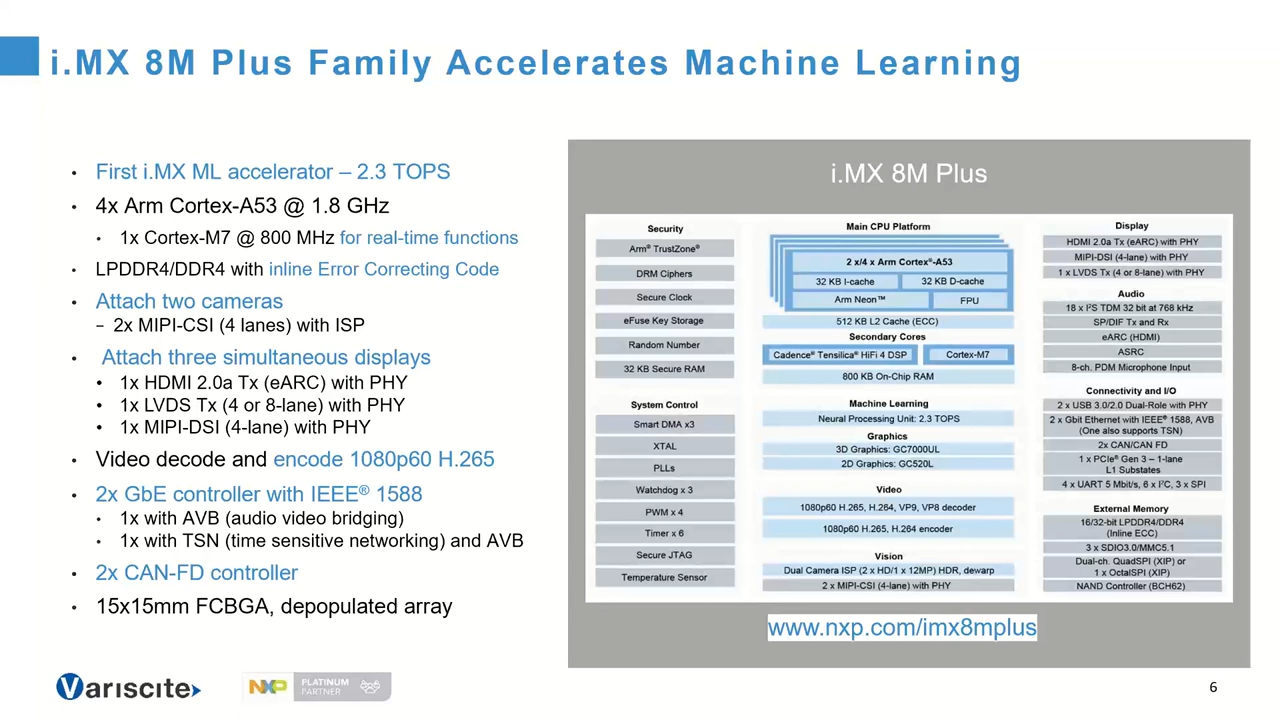 i.MX 8M Plus Family Accelerates Machine Learning
• First i.MX ML accelerator – 2.3 TOPS
• 4x Arm Cortex-A53 @ 1.8 GHz
• 1x Cortex-M7 @ 800 MHz for real-time functions
• LPDDR4/DDR4 with inline Error Correcting Code
• Attach two cameras
– 2x MIPI-CSI (4 lanes) with ISP
• Attach three simultaneous displays
• 1x HDMI 2.0a Tx (eARC) with PHY
• 1x LVDS Tx (4 or 8-lane) with PHY
• 1x MIPI-DSI (4-lane) with PHY
• Video decode and encode 1080p60 H.265
• 2x GbE controller with IEEE® 1588
• 1x with AVB (audio video bridging)
• 1x with TSN (time sensitive networking) and AVB
• 2x CAN-FD controller
• 15x15mm FCBGA, depopulated array
i.MX 8M Plus
Security
Arm® TrustZone®
DRM Ciphers
Secure Clock
eFuse Key Storage
Random Number
32 KB Secure RAM
System Control
Smart DMA x3
XTAL
PLLs
Watchdog x 3
PWM x 4
Timer x 6
Secure JTAG
Temperature Sensor
Main CPU Platform
2 x/4 x Arm Cortex®-A53
32 KB I-cache
32 KB D-cache
Arm Neon™
FPU
512 KB L2 Cache (ECC)
Secondary Cores
Cadence® Tensilica® HiFi 4 DSP
Cortex-M7
800 KB On-Chip RAM
Machine Learning
Neural Processing Unit: 2.3 TOPS
Graphics
3D Graphics: GC7000UL
2D Graphics: GC520L
Video
1080p60 H.265, H.264, VP9, VP8 decoder
1080p60 H.265, H.264 encoder
Vision
Dual Camera ISP (2 x HD/1 x 12MP) HDR, dewarp
2 x MIPI-CSI (4-lane) with PHY
Display
HDMI 2.0a Tx (eARC) with PHY
MIPI-DSI (4-lane) with PHY
1 x LVDS Tx (4 or 8-lane) with PHY
Audio
18 x I²S TDM 32 bit at 768 kHz
SP/DIF Tx and Rx
eARC (HDMI)
ASRC
8-ch. PDM Microphone Input
Connectivity and I/O
2 x USB 3.0/2.0 Dual-Role with PHY
2 x Gbit Ethernet with IEEE® 1588, AVB
(One also supports TSN)
2x CAN/CAN FD
1 x PCIe® Gen 3 – 1-lane
L1 Substates
4 x UART 5 Mbit/s, 6 x I²C, 3 x SPI
External Memory
16/32-bit LPDDR4/DDR4
(Inline ECC)
3 x SDIO3.0/MMC5.1
Dual-ch. QuadSPI (XIP) or
1 x OctalSPI (XIP)
NAND Controller (BCH62)
www.nxp.com/imx8mplus
VARISCITE
NXP
PLATINUM
PARTNER
6